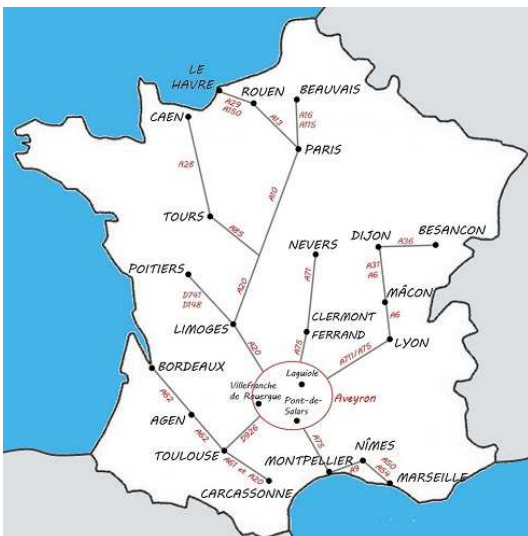 LE
HAVRE
ROUEN
BEAUVAIS
A29
A150
A13
A16
A115
CAEN
PARIS
A28
A10
TOURS
A85
NEVERS
DIJON
A36
BESANCON
POITIERS
A20
A71
A31
A6
MÂCON
D741
D148
LIMOGES
CLERMONT
FERRAND
A6
LYON
A20
A75
A711/A75
BORDEAUX
Laguiole
Villefranche
de Rouergue
Pont-de-
Salars
Aveyron
A62
AGEN
A62
D926
A75
TOULOUSE
MONTPELLIER
NÎMES
A61 et
A20
A9
A50
A54
CARCASSONNE
MARSEILLE